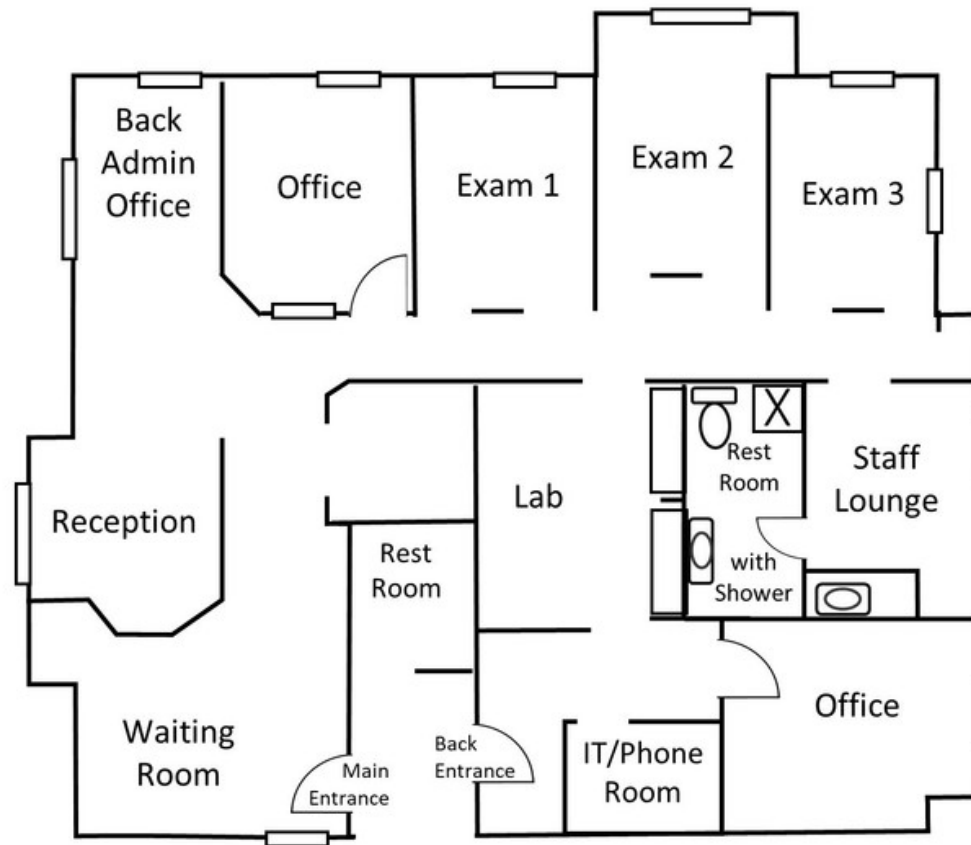 Back
Admin
Office
Office
Exam 1
Exam 2
Exam 3
Reception
Lab
Rest
Room
with
Shower
Staff
Lounge
Rest
Room
Waiting
Room
Main
Entrance
Back
Entrance
IT/Phone
Room
Office